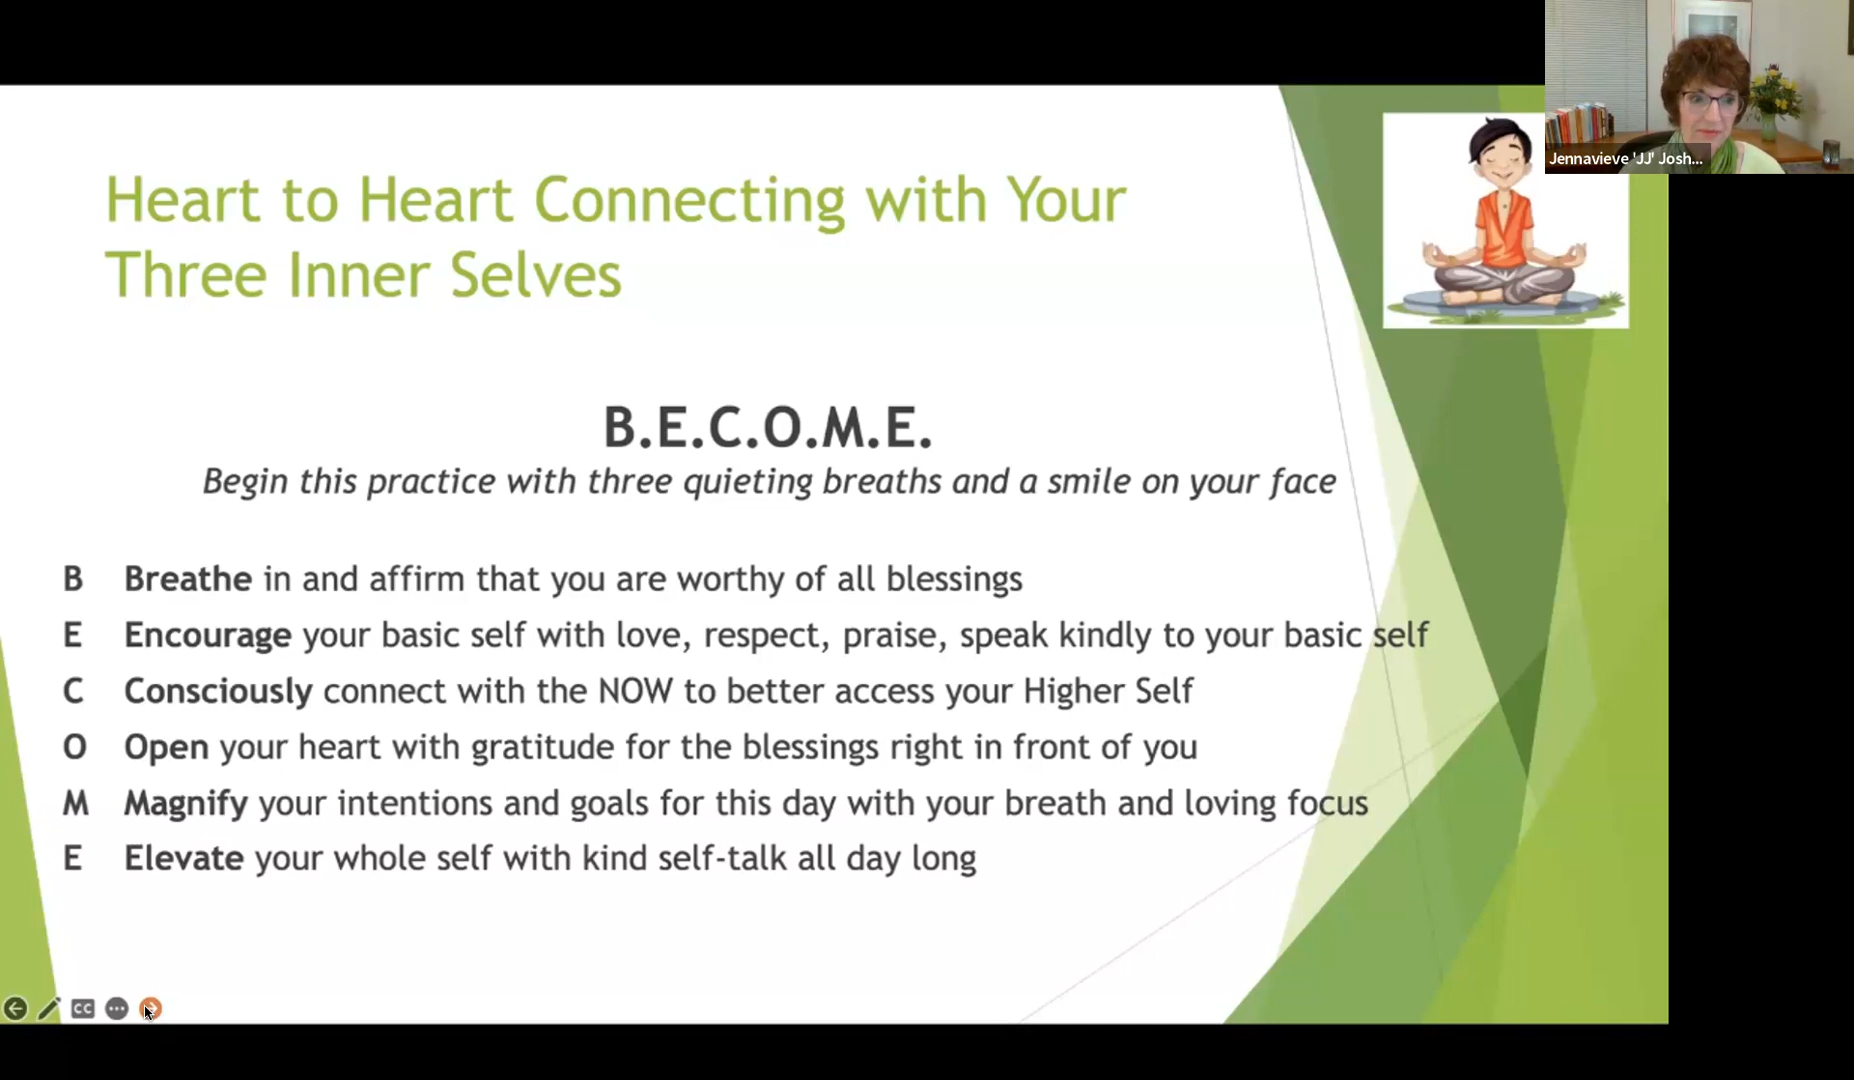 Jennavieve 'JJ' Josh...
Heart to Heart Connecting with Your
Three Inner Selves
B.E.C.O.M.E.
Begin this practice with three quieting breaths and a smile on your face
B Breathe in and affirm that you are worthy of all blessings
E Encourage your basic self with love, respect, praise, speak kindly to your basic self
C Consciously connect with the NOW to better access your Higher Self
O Open your heart with gratitude for the blessings right in front of you
M Magnify your intentions and goals for this day with your breath and loving focus
E Elevate your whole self with kind self-talk all day long
CC